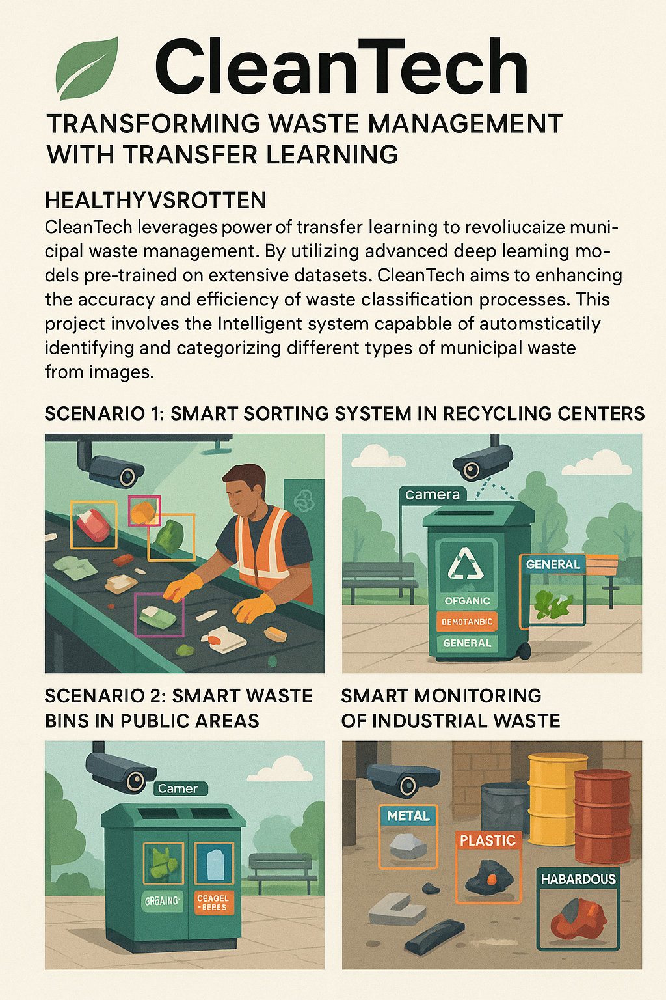 CleanTech
TRANSFORMING WASTE MANAGEMENT
WITH TRANSFER LEARNING
HEALTHYVSROTTEN
CleanTech leverages power of transfer learning to revoliucaize muni-
cipal waste management. By utilizing advanced deep leaming mo-
dels pre-trained on extensive datasets. CleanTech aims to enhancing
the accuracy and efficiency of waste classification processes. This
project involves the Intelligent system capabble of automsticatily
identifying and categorizing different types of municipal waste
from images.
SCENARIO 1: SMART SORTING SYSTEM IN RECYCLING CENTERS
Camera
GENERAL
OFGANIC
BEMOTANBIC
GENERAL
SCENARIO 2: SMART WASTE
BINS IN PUBLIC AREAS
SMART MONITORING
OF INDUSTRIAL WASTE
Camer
CEAGEL
-BEBES
METAL
PLASTIC
HABARDOUS